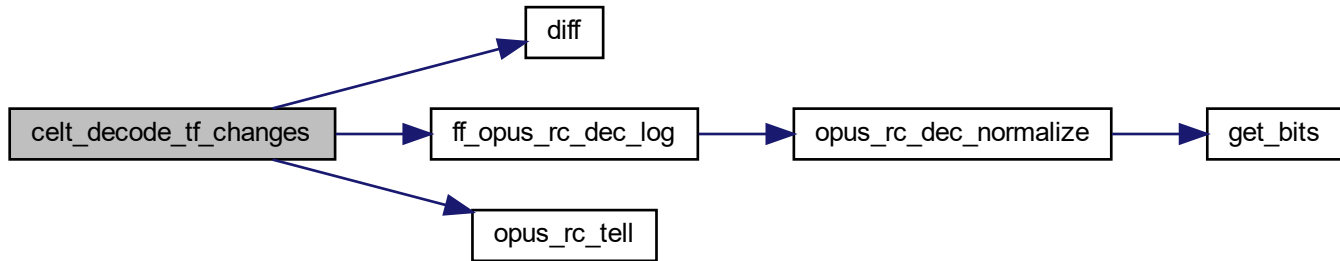 diff
celt_decode_tf_changes
ff_opus_rc_dec_log
opus_rc_dec_normalize
get_bits
opus_rc_tell